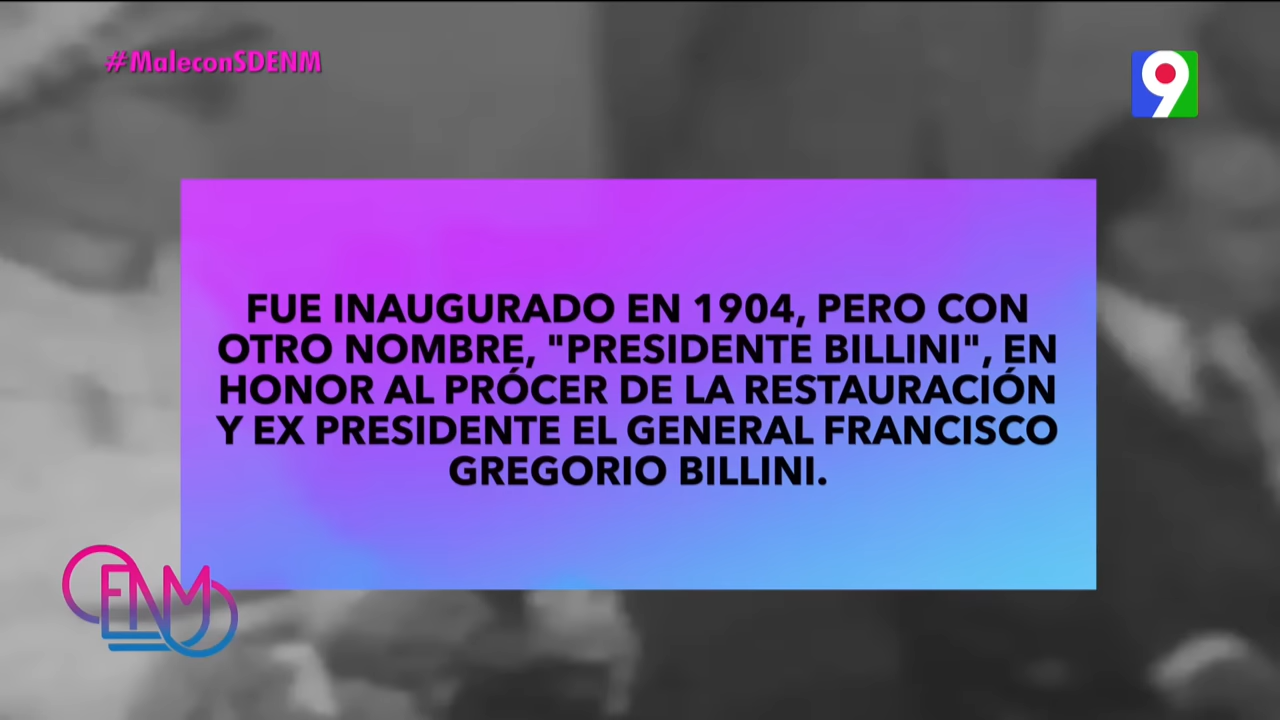 #MaleconSDENM
9
FUE INAUGURADO EN 1904, PERO CON
OTRO NOMBRE, "PRESIDENTE BILLINI", EN
HONOR AL PRÓCER DE LA RESTAURACIÓN
Y EX PRESIDENTE EL GENERAL FRANCISCO
GREGORIO BILLINI.
ENM